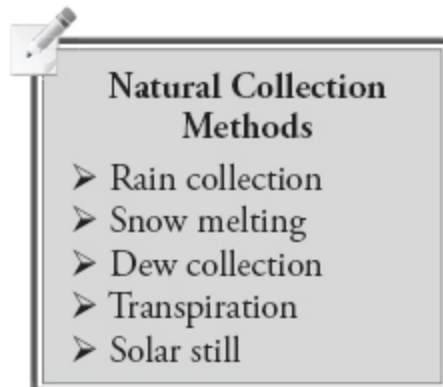 Natural Collection
Methods
➤ Rain collection
➤ Snow melting
➤ Dew collection
➤ Transpiration
➤ Solar still